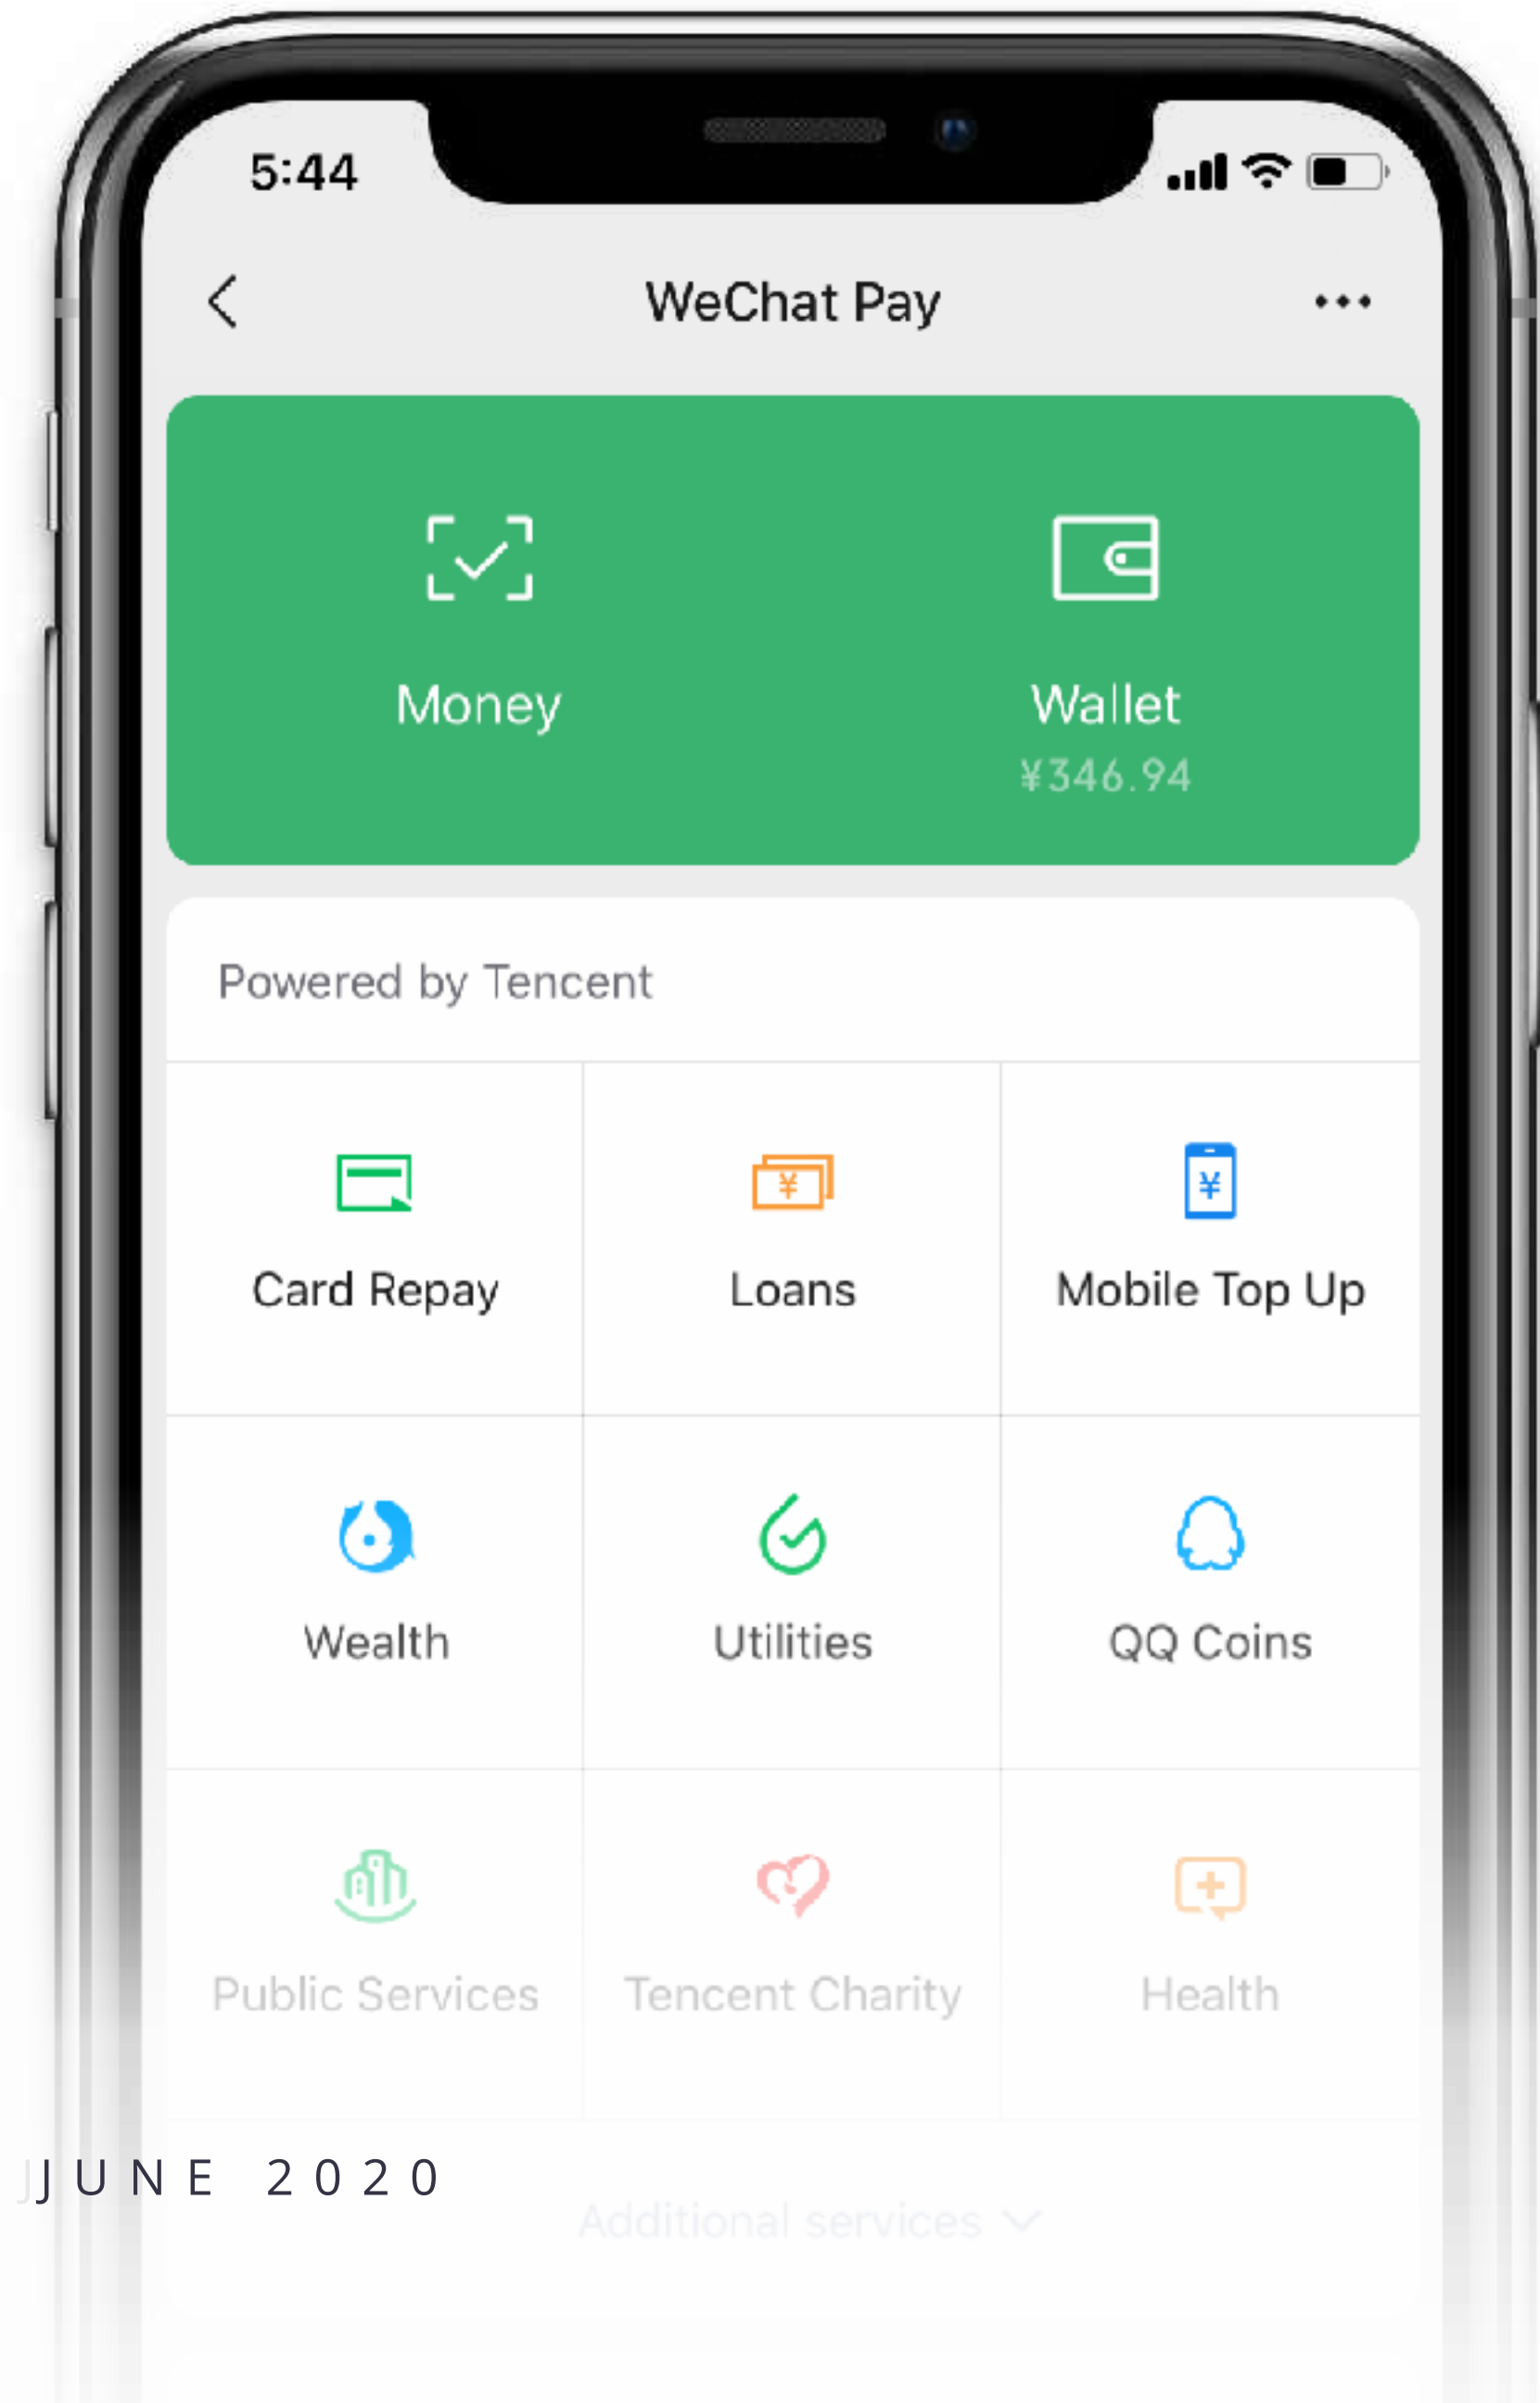 5:44
WeChat Pay
Money
Wallet
¥346.94
Powered by Tencent
Card Repay
Loans
Mobile Top Up
Wealth
Utilities
QQ Coins
Public Services
Tencent Charity
Health
JUNE 2020
Additional services